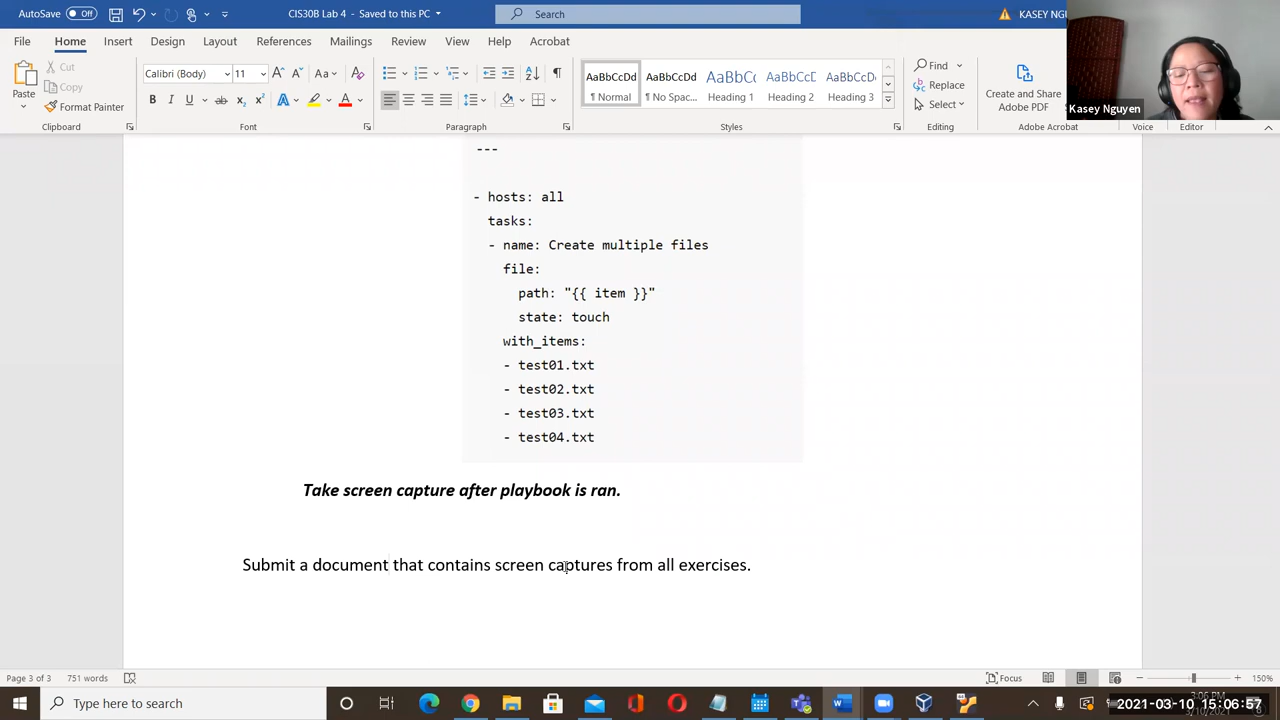 AutoSave Off CIS30B Lab 4 - Saved to this PC Search KASEY NGU
File Home Insert Design Layout References Mailings Review View Help Acrobat
Paste Cut Copy Format Painter
Calibri (Body) 11
AaBbCcDd AaBbCcDd AaBbCc AaBbCcD AaBbCcDd
¶ Normal ¶ No Spac... Heading 1 Heading 2 Heading 3
Find Replace Select
Create and Share Adobe PDF
Kasey Nguyen
Clipboard Font Paragraph Styles Editing Adobe Acrobat Voice Editor
---
- hosts: all
tasks:
- name: Create multiple files
file:
path: "{{ item }}"
state: touch
with_items:
- test01.txt
- test02.txt
- test03.txt
- test04.txt
Take screen capture after playbook is ran.
Submit a document that contains screen captures from all exercises.
Page 3 of 3 751 words Focus 150%
Type here to search
3:06 PM
2021-03-10 15:06:57